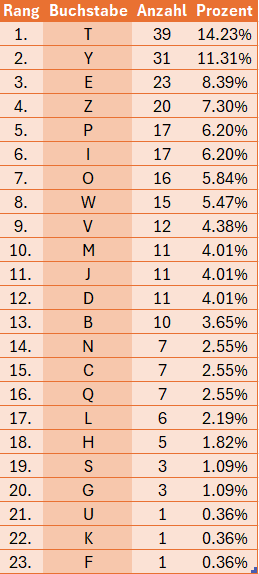 Rang Buchstabe Anzahl Prozent
1. T 39 14.23%
2. Y 31 11.31%
3. E 23 8.39%
4. Z 20 7.30%
5. P 17 6.20%
6. I 17 6.20%
7. O 16 5.84%
8. W 15 5.47%
9. V 12 4.38%
10. M 11 4.01%
11. J 11 4.01%
12. D 11 4.01%
13. B 10 3.65%
14. N 7 2.55%
15. C 7 2.55%
16. Q 7 2.55%
17. L 6 2.19%
18. H 5 1.82%
19. S 3 1.09%
20. G 3 1.09%
21. U 1 0.36%
22. K 1 0.36%
23. F 1 0.36%